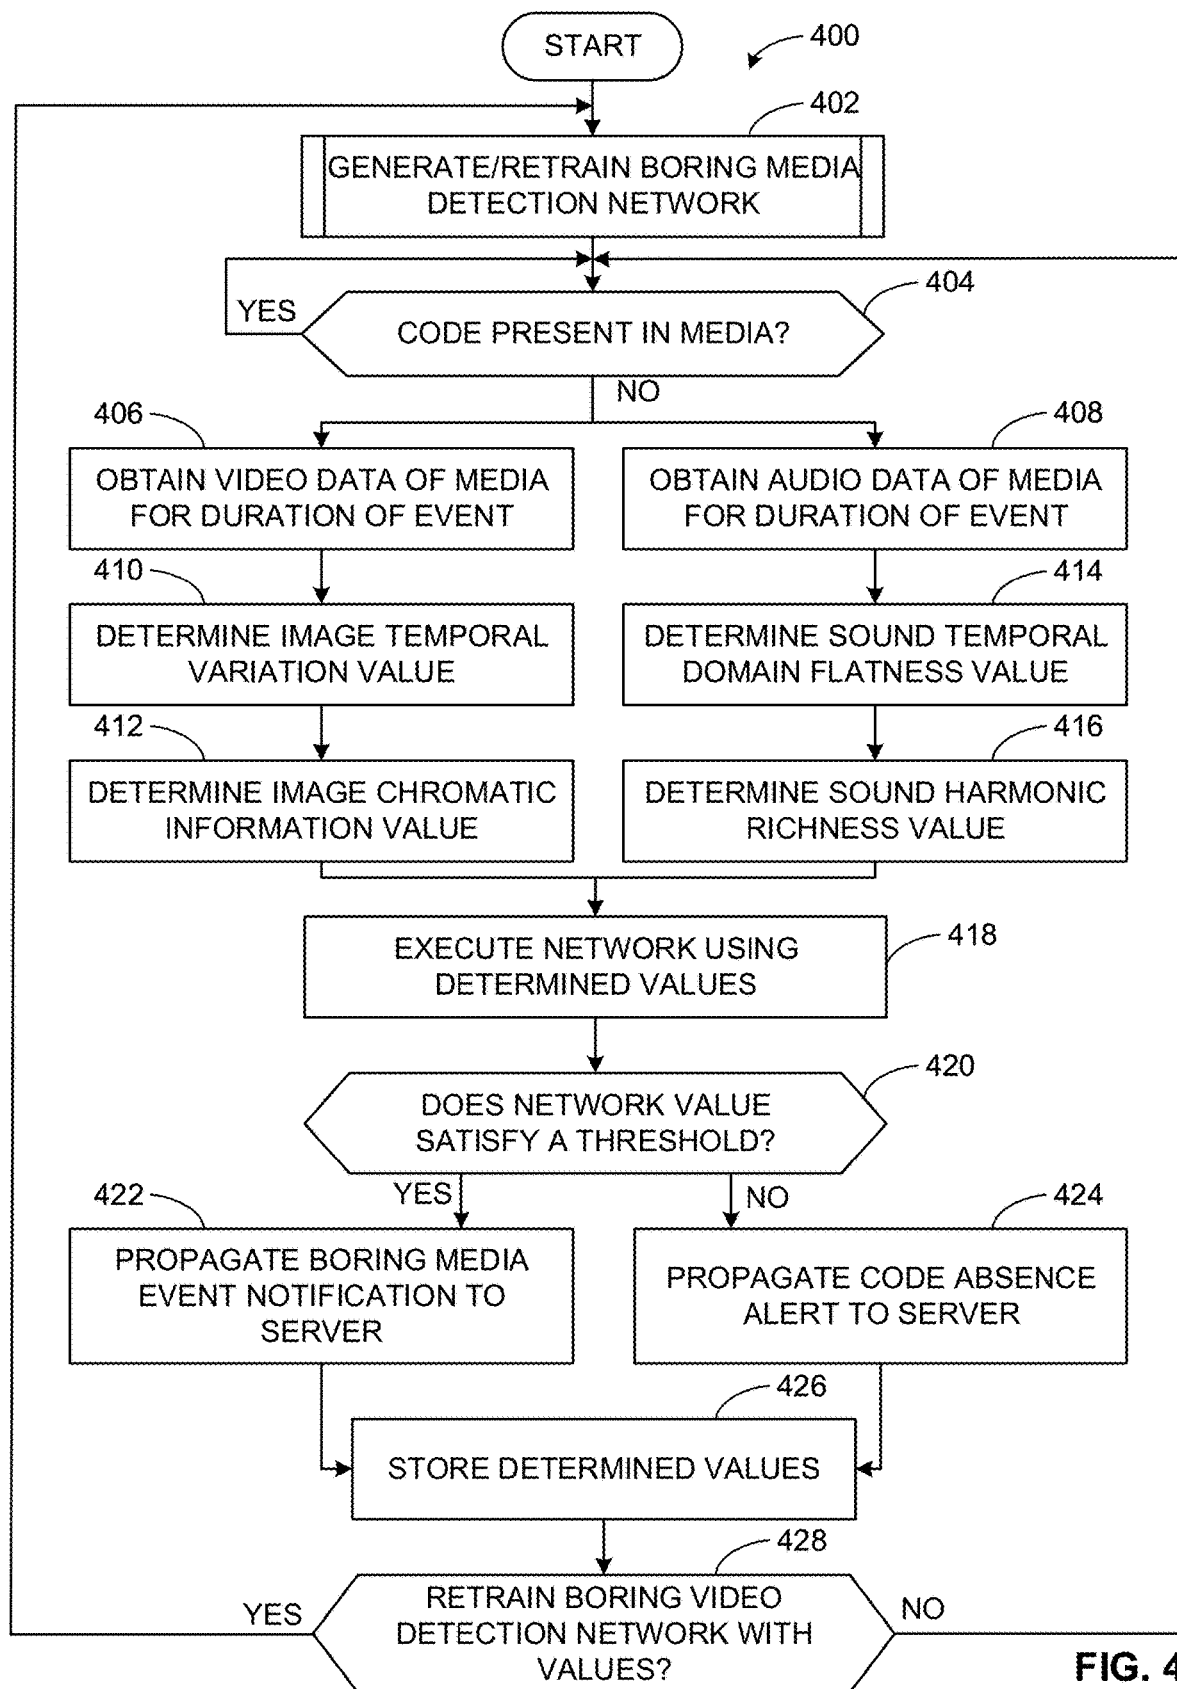 START
400
402
GENERATE/RETRAIN BORING MEDIA
DETECTION NETWORK
404
YES
CODE PRESENT IN MEDIA?
NO
406
408
OBTAIN VIDEO DATA OF MEDIA
FOR DURATION OF EVENT
OBTAIN AUDIO DATA OF MEDIA
FOR DURATION OF EVENT
410
414
DETERMINE IMAGE TEMPORAL
VARIATION VALUE
DETERMINE SOUND TEMPORAL
DOMAIN FLATNESS VALUE
412
416
DETERMINE IMAGE CHROMATIC
INFORMATION VALUE
DETERMINE SOUND HARMONIC
RICHNESS VALUE
418
EXECUTE NETWORK USING
DETERMINED VALUES
420
DOES NETWORK VALUE
SATISFY A THRESHOLD?
YES
NO
422
424
PROPAGATE BORING MEDIA
EVENT NOTIFICATION TO
SERVER
PROPAGATE CODE ABSENCE
ALERT TO SERVER
426
STORE DETERMINED VALUES
428
YES
RETRAIN BORING VIDEO
DETECTION NETWORK WITH
VALUES?
NO
FIG. 4